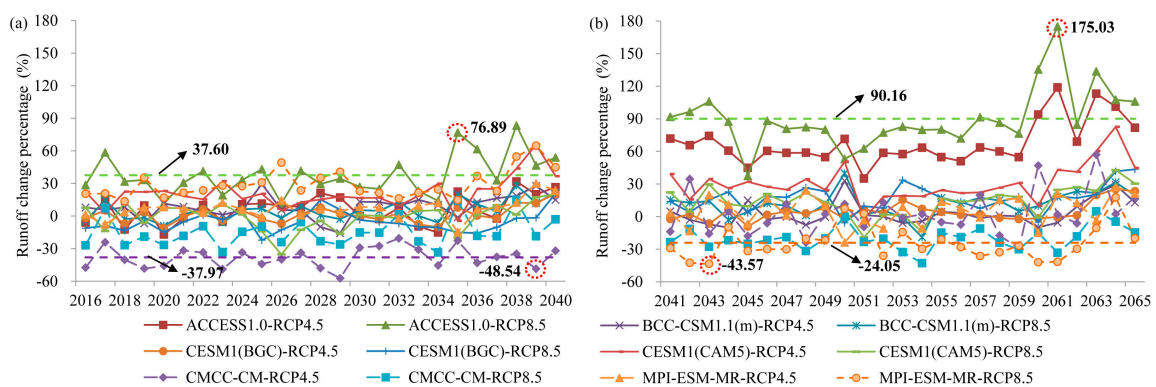 (a)
Runoff change percentage (%)
180
150
120
90
60
30
0
-30
-60
37.60
76.89
-37.97
-48.54
2016 2018 2020 2022 2024 2026 2028 2030 2032 2034 2036 2038 2040
(b)
Runoff change percentage (%)
180
150
120
90
60
30
0
-30
-60
175.03
90.16
-43.57
-24.05
2041 2043 2045 2047 2049 2051 2053 2055 2057 2059 2061 2063 2065
ACCESS1.0-RCP4.5 ACCESS1.0-RCP8.5 BCC-CSM1.1(m)-RCP4.5 BCC-CSM1.1(m)-RCP8.5
CESM1(BGC)-RCP4.5 CESM1(BGC)-RCP8.5 CESM1(CAM5)-RCP4.5 CESM1(CAM5)-RCP8.5
CMCC-CM-RCP4.5 CMCC-CM-RCP8.5 MPI-ESM-MR-RCP4.5 MPI-ESM-MR-RCP8.5